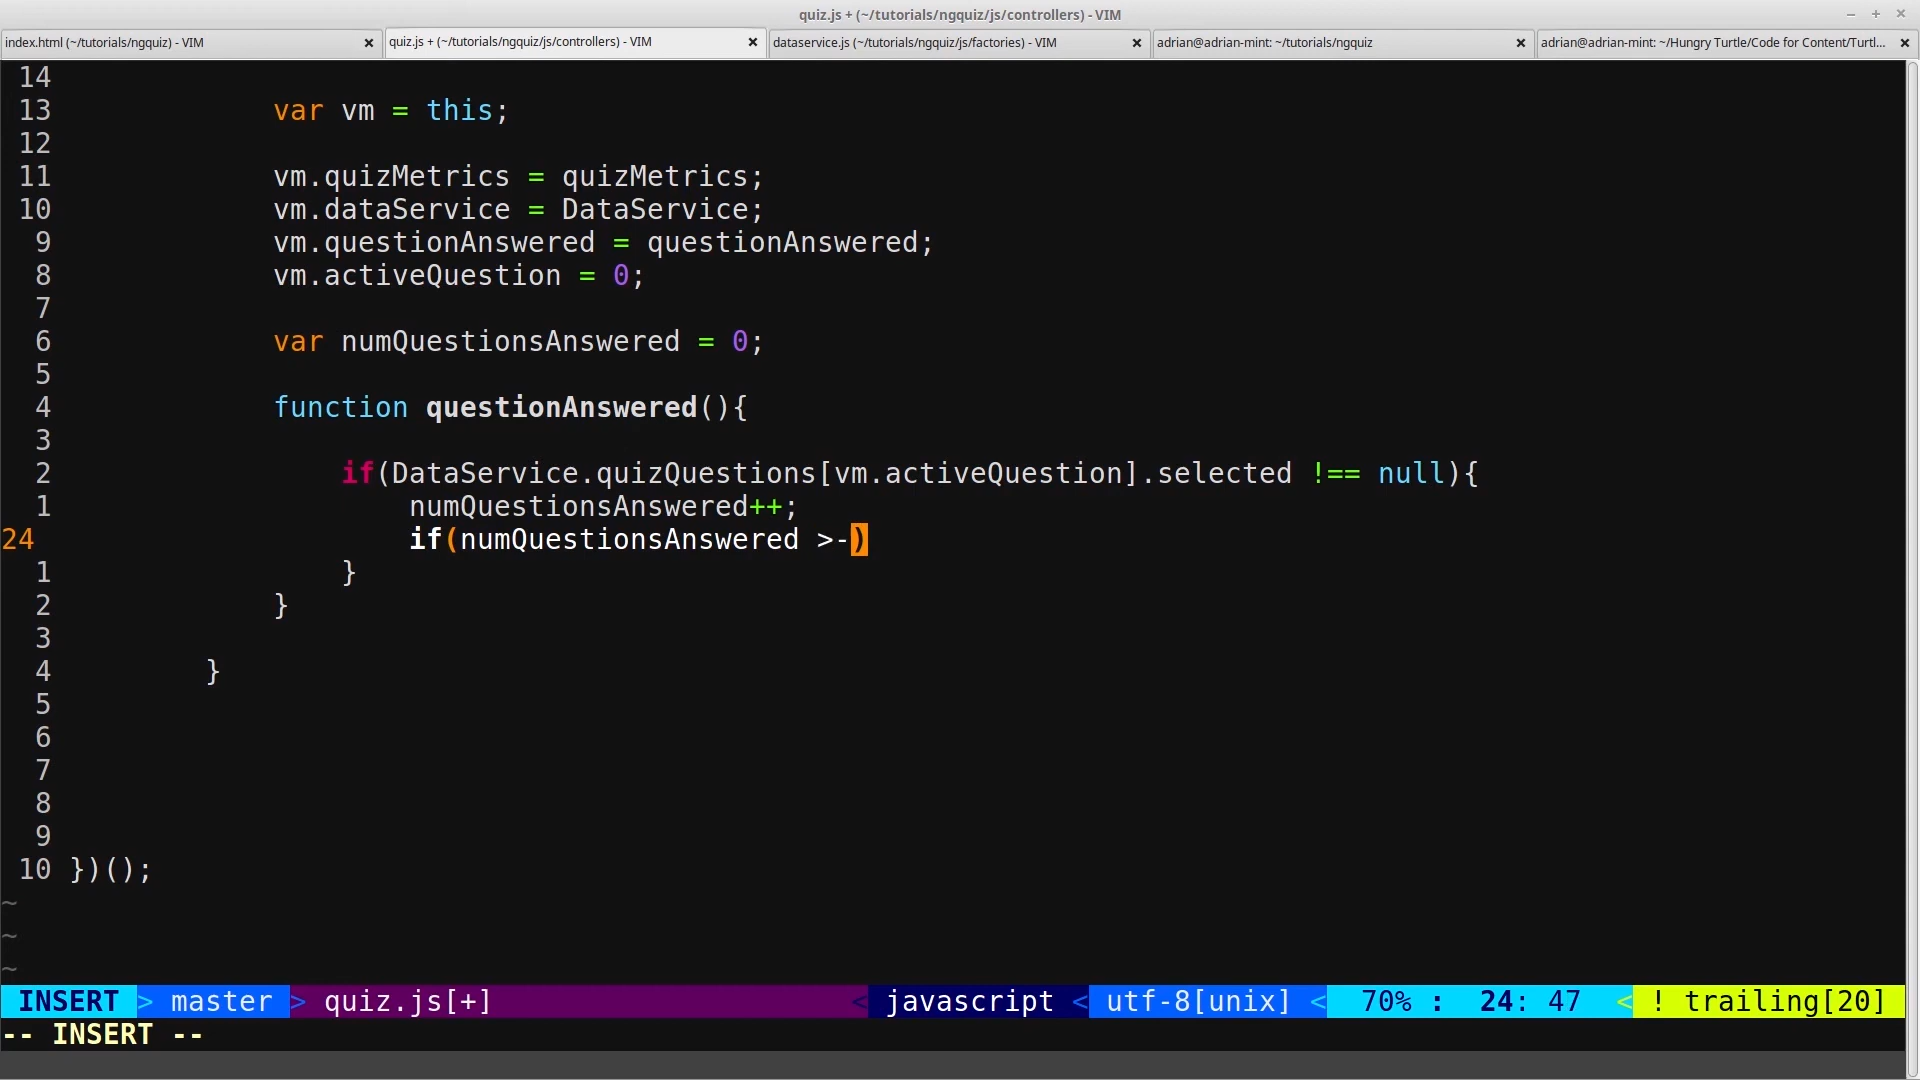 quiz.js + (~/tutorials/ngquiz/js/controllers) - VIM
index.html (~/tutorials/ngquiz) - VIM × quiz.js + (~/tutorials/ngquiz/js/controllers) - VIM × dataservice.js (~/tutorials/ngquiz/js/factories) - VIM × adrian@adrian-mint: ~/tutorials/ngquiz × adrian@adrian-mint: ~/Hungry Turtle/Code for Content/Turtl... ×
14
13 var vm = this;
12
11 vm.quizMetrics = quizMetrics;
10 vm.dataService = DataService;
9 vm.questionAnswered = questionAnswered;
8 vm.activeQuestion = 0;
7
6 var numQuestionsAnswered = 0;
5
4 function questionAnswered(){
3
2 if(DataService.quizQuestions[vm.activeQuestion].selected !== null){
1 numQuestionsAnswered++;
24 if(numQuestionsAnswered >-)
1 }
2 }
3
4 }
5
6
7
8
9
10 })();
~
~
~
INSERT > master > quiz.js[+] < javascript < utf-8[unix] < 70% : 24: 47 < ! trailing[20]
-- INSERT --